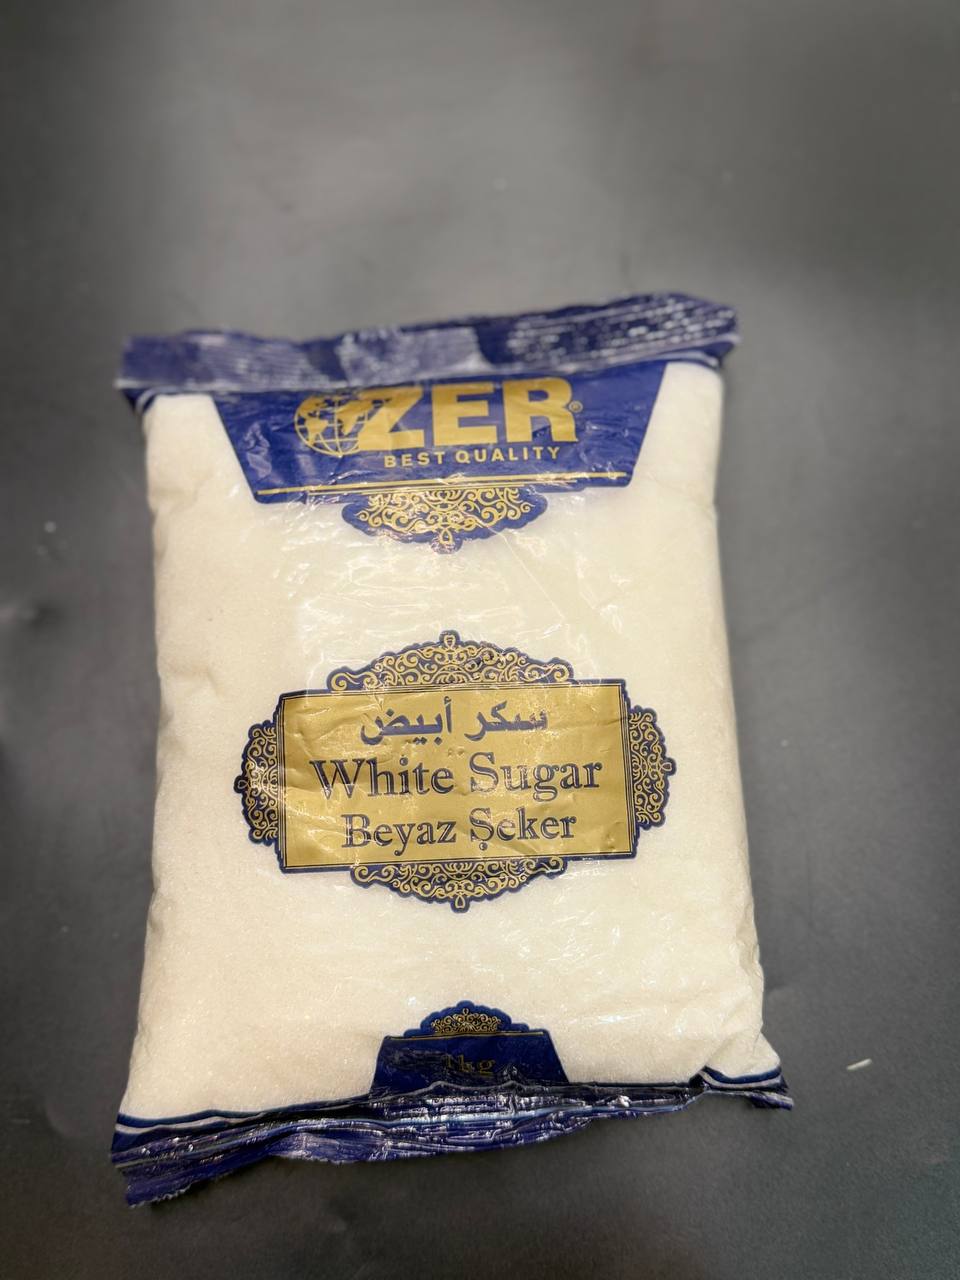 ZER®
BEST QUALITY
سكر أبيض
White Sugar
Beyaz Şeker
1kg